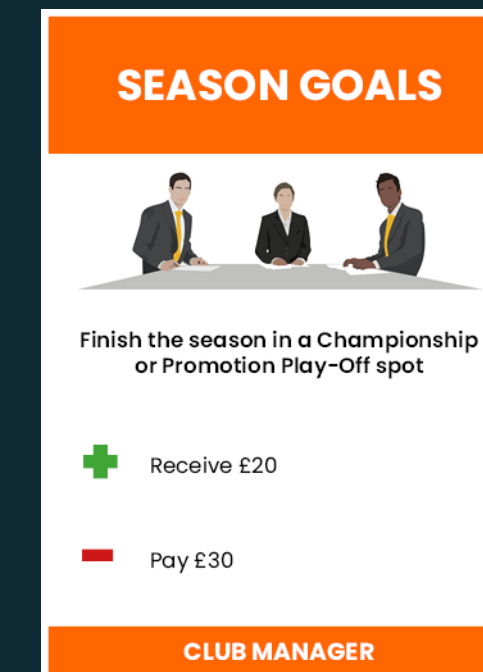 SEASON GOALS
Finish the season in a Championship
or Promotion Play-Off spot
Receive £20
Pay £30
CLUB MANAGER